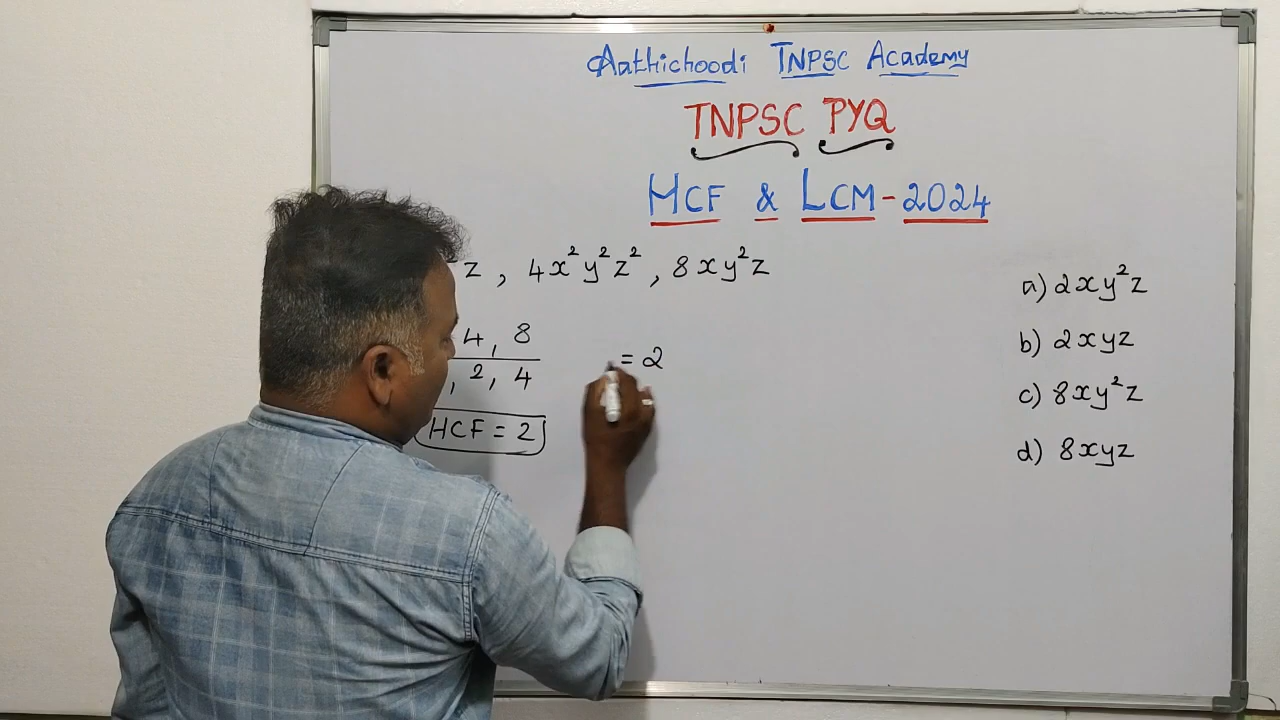 Aathichoodi TNPSC Academy
TNPSC PYQ
HCF & LCM-2024
z , 4x²y²z² , 8xy²z
4, 8
, 2, 4
= 2
HCF = 2
a) 2xy²z
b) 2xyz
c) 8xy²z
d) 8xyz